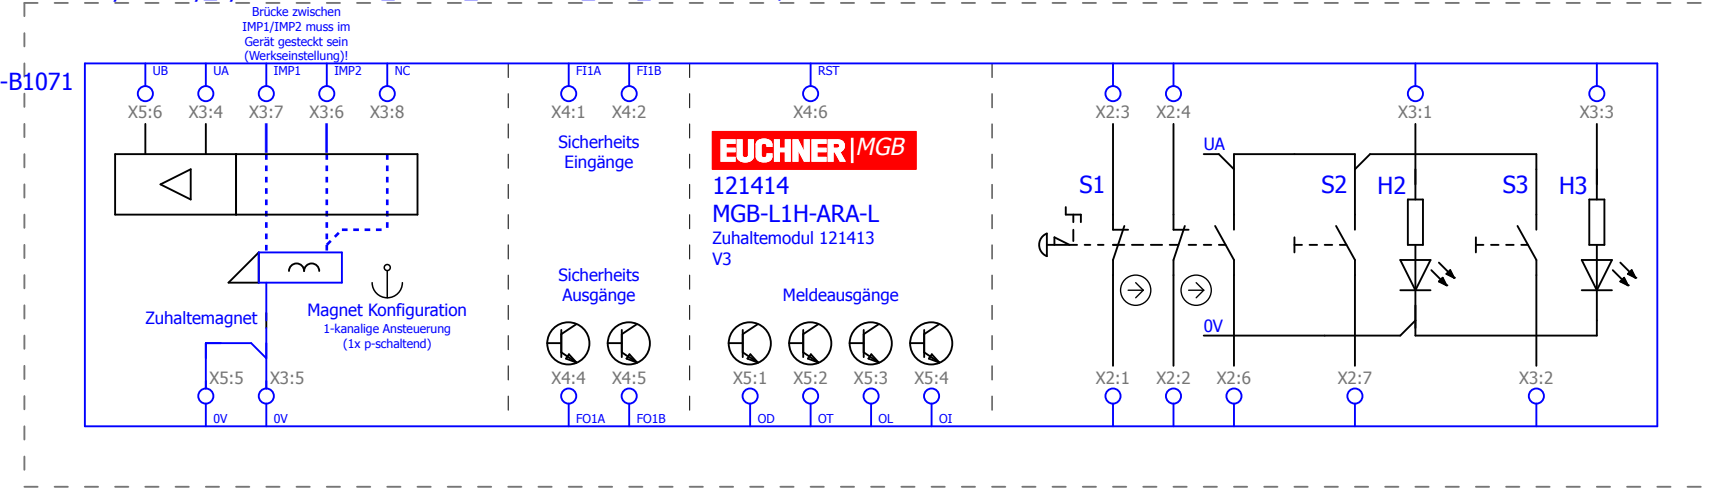 Brücke zwischen
IMP1/IMP2 muss im
Gerät gesteckt sein
(Werkseinstellung)!
-B1071
UB UA IMP1 IMP2 NC FI1A FI1B RST
X5:6 X3:4 X3:7 X3:6 X3:8 X4:1 X4:2 X4:6 X2:3 X2:4 X3:1 X3:3
Sicherheits
Eingänge
EUCHNER|MGB
121414
MGB-L1H-ARA-L
Zuhaltemodul 121413
V3
UA
S1 S2 H2 S3 H3
Zuhaltemagnet
Magnet Konfiguration
1-kanalige Ansteuerung
(1x p-schaltend)
Sicherheits
Ausgänge
Meldeausgänge
0V
X5:5 X3:5 X4:4 X4:5 X5:1 X5:2 X5:3 X5:4 X2:1 X2:2 X2:6 X2:7 X3:2
0V 0V FO1A FO1B OD OT OL OI